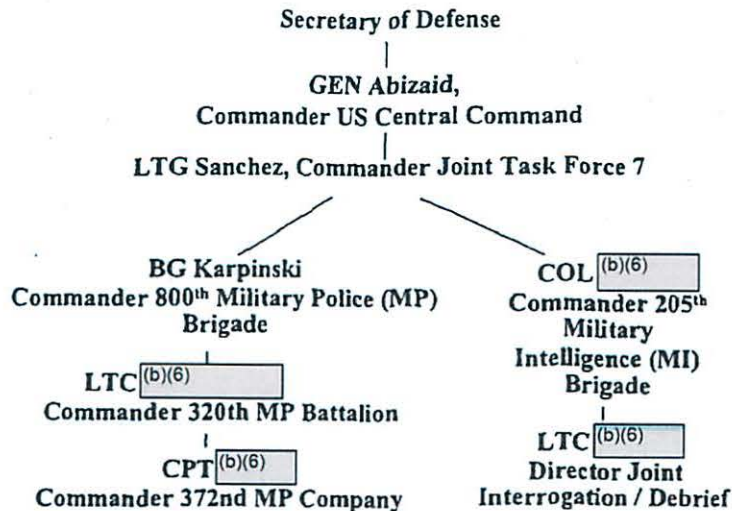 Secretary of Defense
GEN Abizaid,
Commander US Central Command
LTG Sanchez, Commander Joint Task Force 7
BG Karpinski
Commander 800th Military Police (MP)
Brigade
LTC (b)(6)
Commander 320th MP Battalion
CPT (b)(6)
Commander 372nd MP Company
COL (b)(6)
Commander 205th
Military
Intelligence (MI)
Brigade
LTC (b)(6)
Director Joint
Interrogation / Debrief